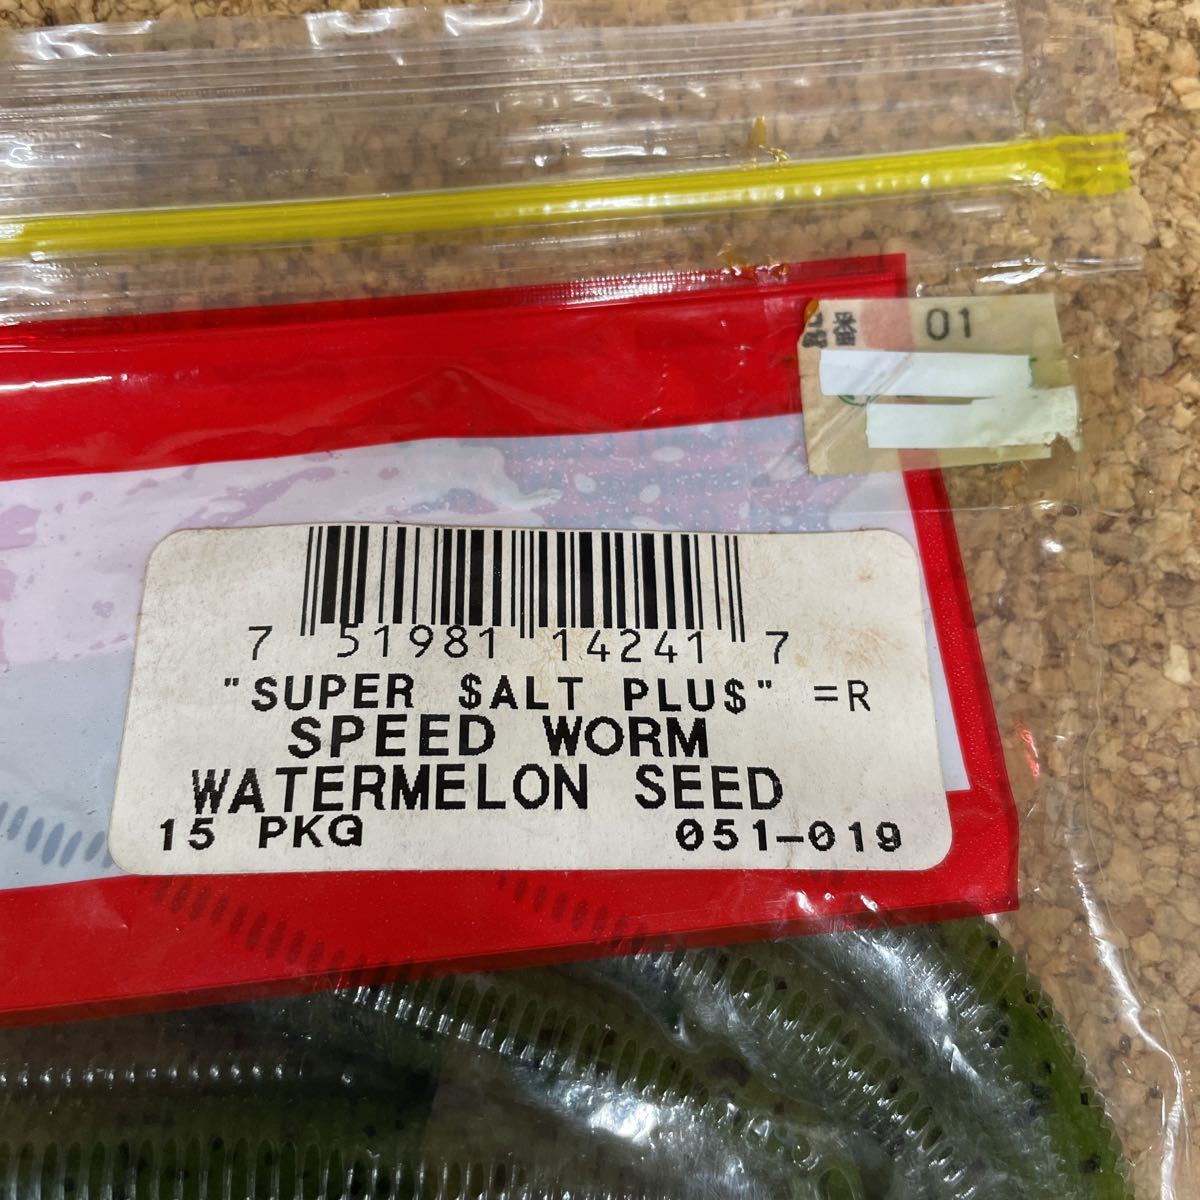 01
7 51981 14241 7
"SUPER $ALT PLU$" =R
SPEED WORM
WATERMELON SEED
15 PKG 051-019